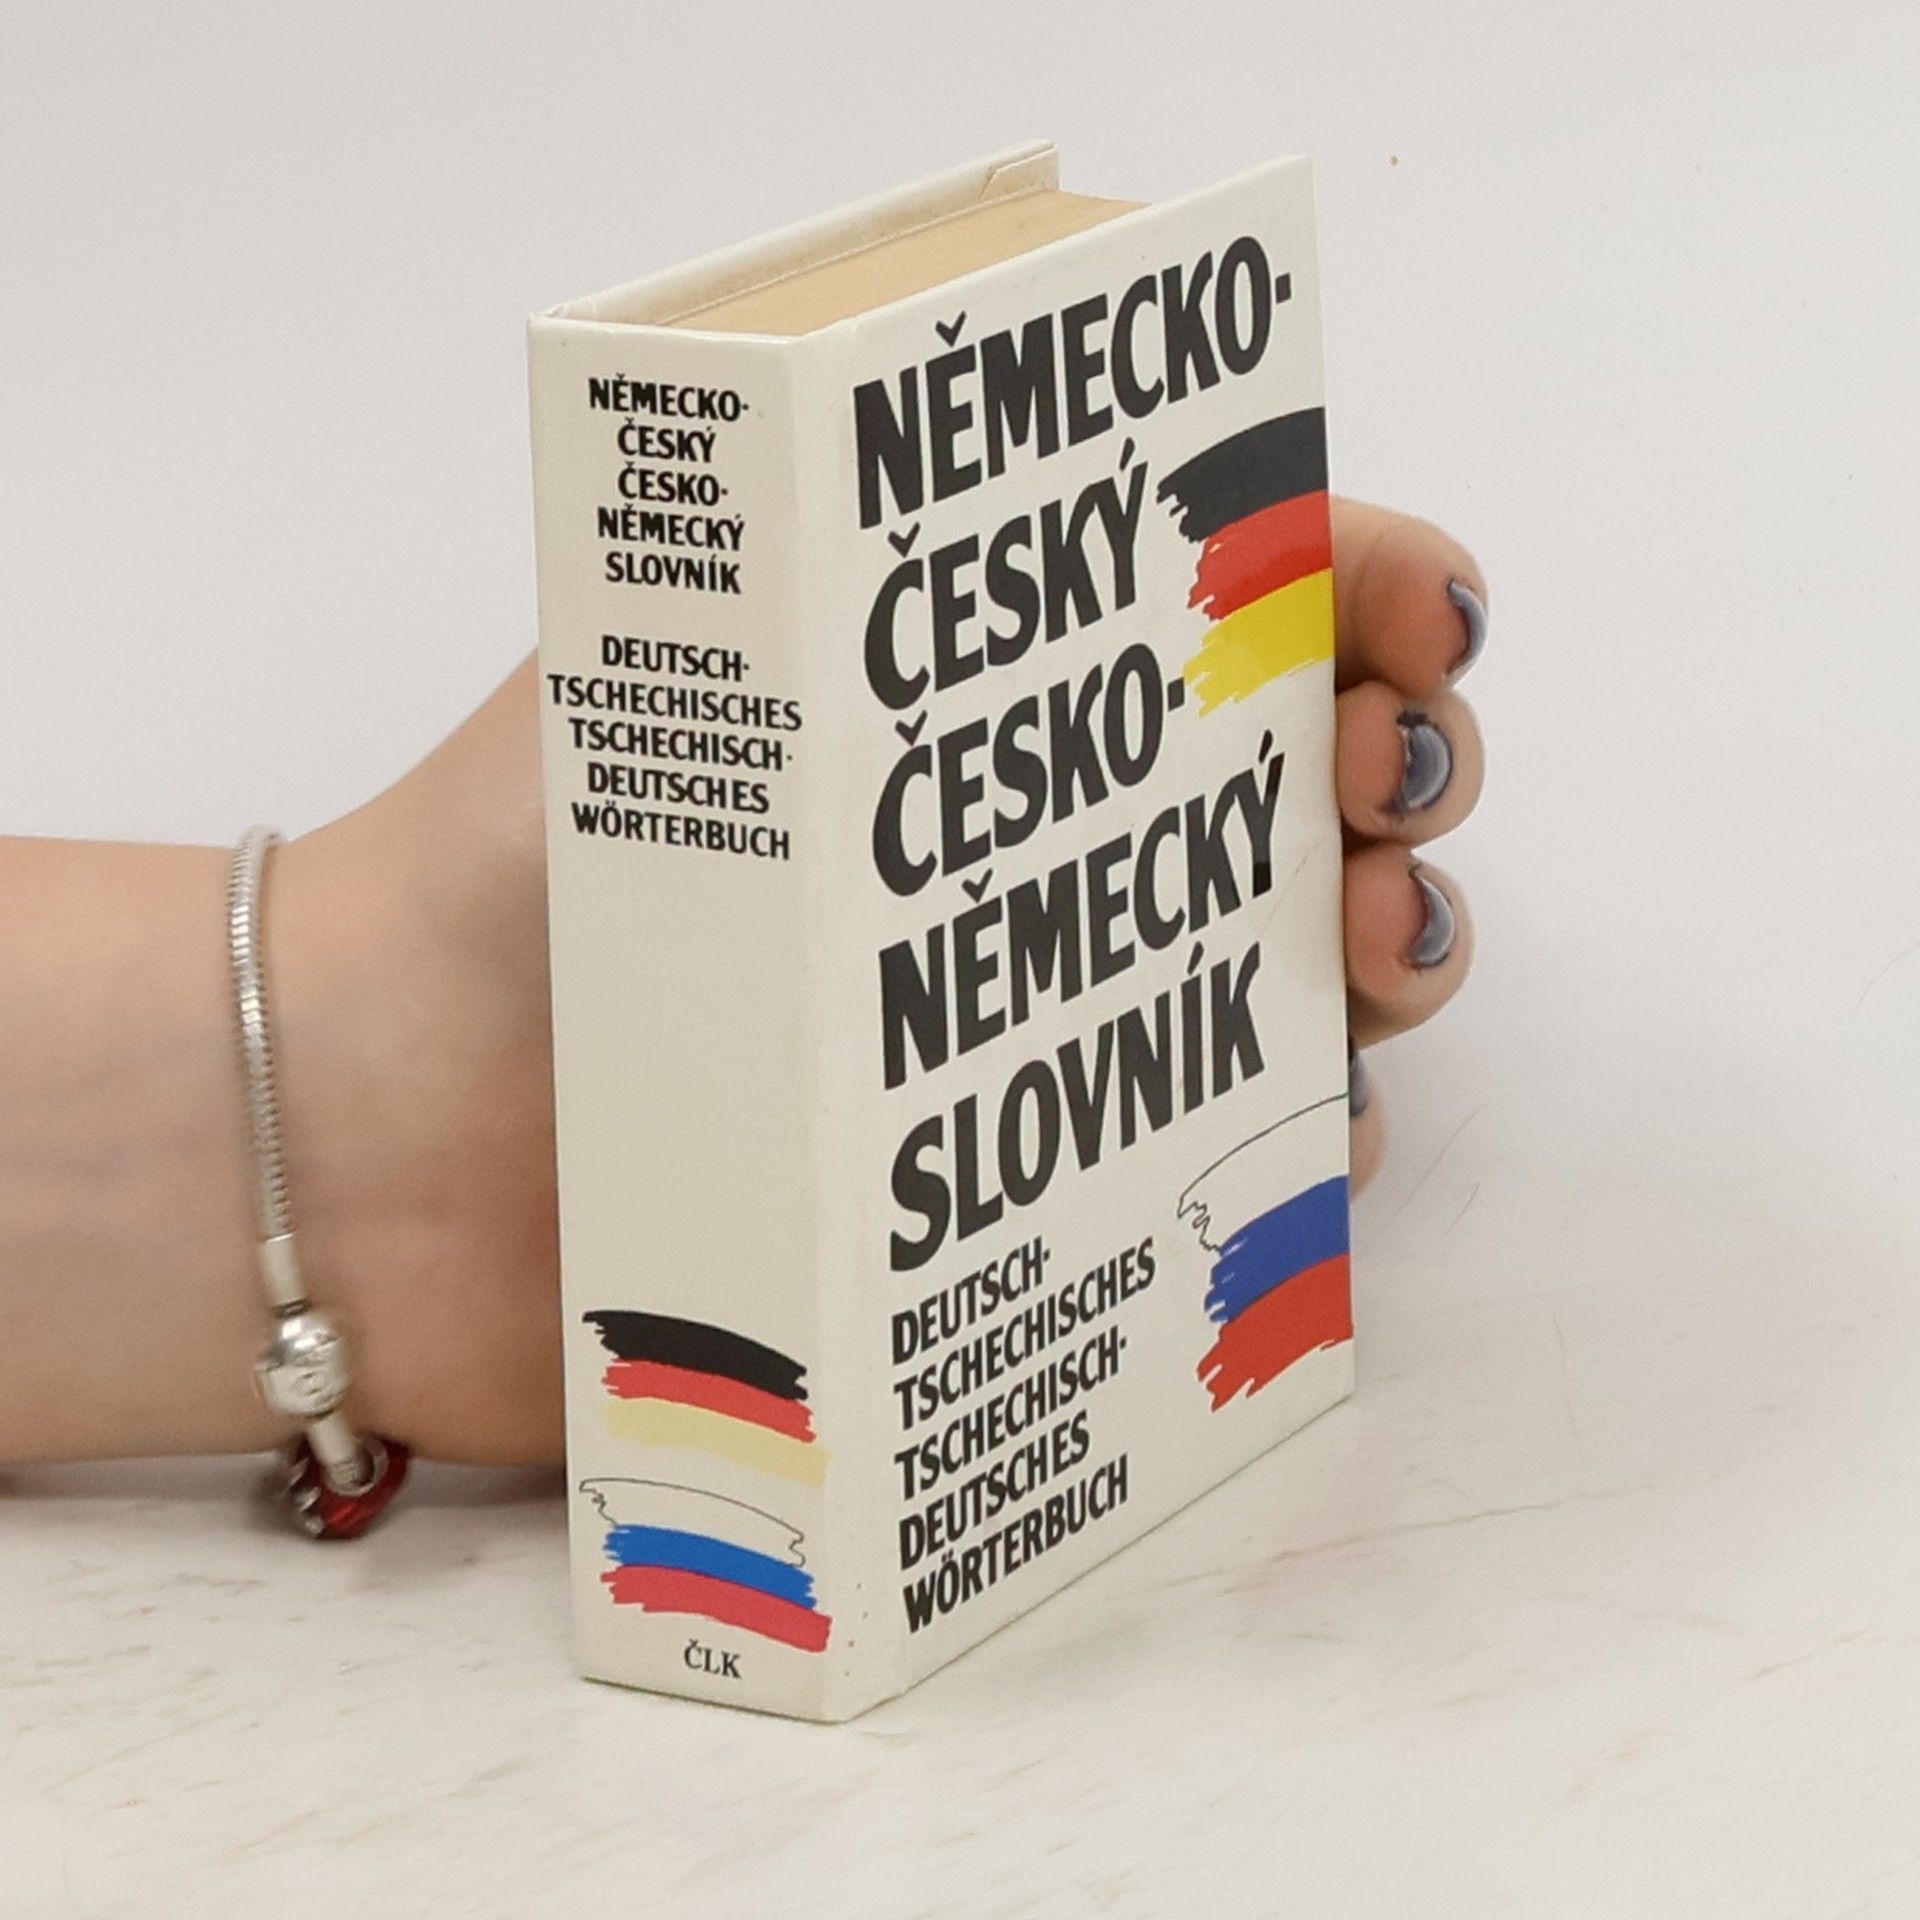 NĚMECKO-
ČESKÝ
ČESKO-
NĚMECKÝ
SLOVNÍK
DEUTSCH-
TSCHECHISCHES
TSCHECHISCH-
DEUTSCHES
WÖRTERBUCH
ČLK
NĚMECKO-
ČESKÝ
ČESKO-
NĚMECKÝ
SLOVNÍK
DEUTSCH-
TSCHECHISCHES
TSCHECHISCH-
DEUTSCHES
WÖRTERBUCH